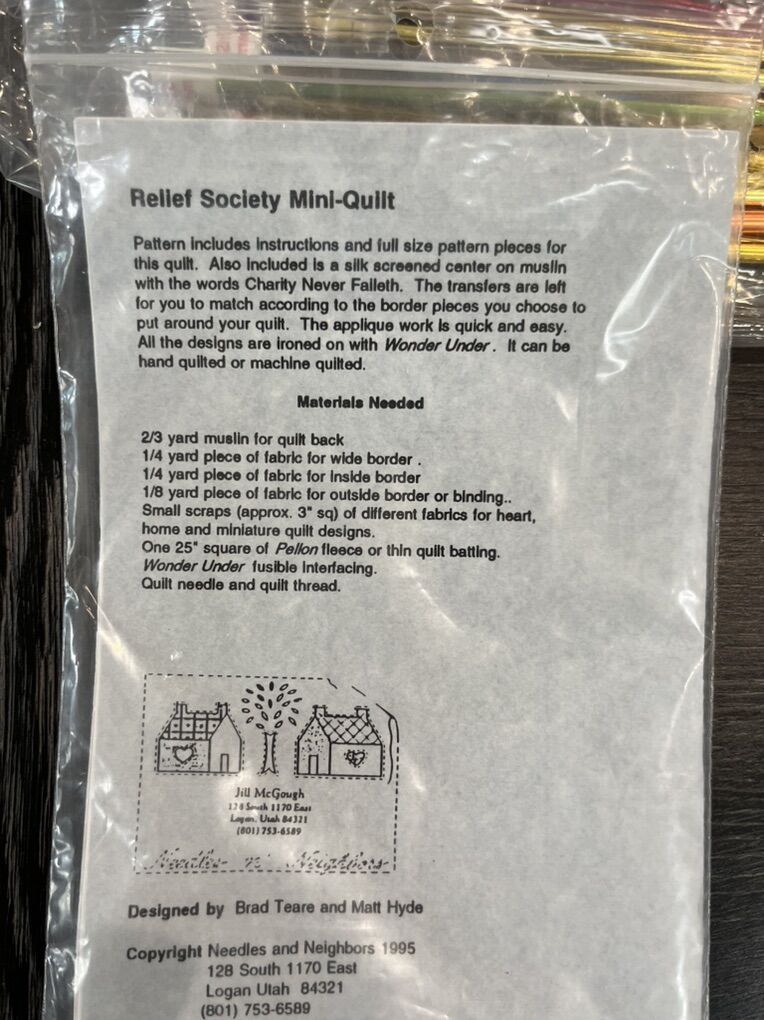 Relief Society Mini-Quilt
Pattern includes instructions and full size pattern pieces for
this quilt. Also included is a silk screened center on muslin
with the words Charity Never Faileth. The transfers are left
for you to match according to the border pieces you choose to
put around your quilt. The applique work is quick and easy.
All the designs are ironed on with Wonder Under. It can be
hand quilted or machine quilted.
Materials Needed
2/3 yard muslin for quilt back
1/4 yard piece of fabric for wide border .
1/4 yard piece of fabric for inside border
1/8 yard piece of fabric for outside border or binding..
Small scraps (approx. 3" sq) of different fabrics for heart,
home and miniature quilt designs.
One 25" square of Pellon fleece or thin quilt batting.
Wonder Under fusible interfacing.
Quilt needle and quilt thread.
Jill McGough
128 South 1170 East
Logan, Utah 84321
(801) 753-6589
Needles n' Neighbors
Designed by Brad Teare and Matt Hyde
Copyright Needles and Neighbors 1995
128 South 1170 East
Logan Utah 84321
(801) 753-6589